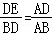 DE/BD = AD/AB